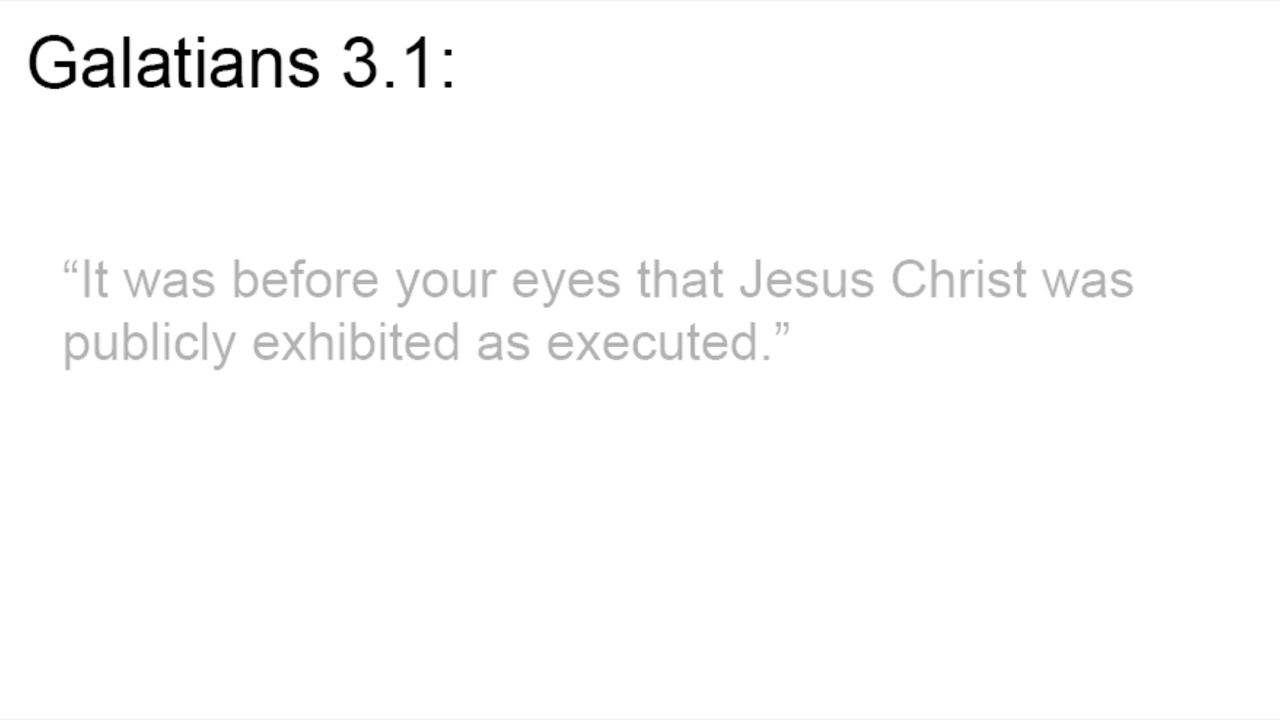 Galatians 3.1:
“It was before your eyes that Jesus Christ was
publicly exhibited as executed.”